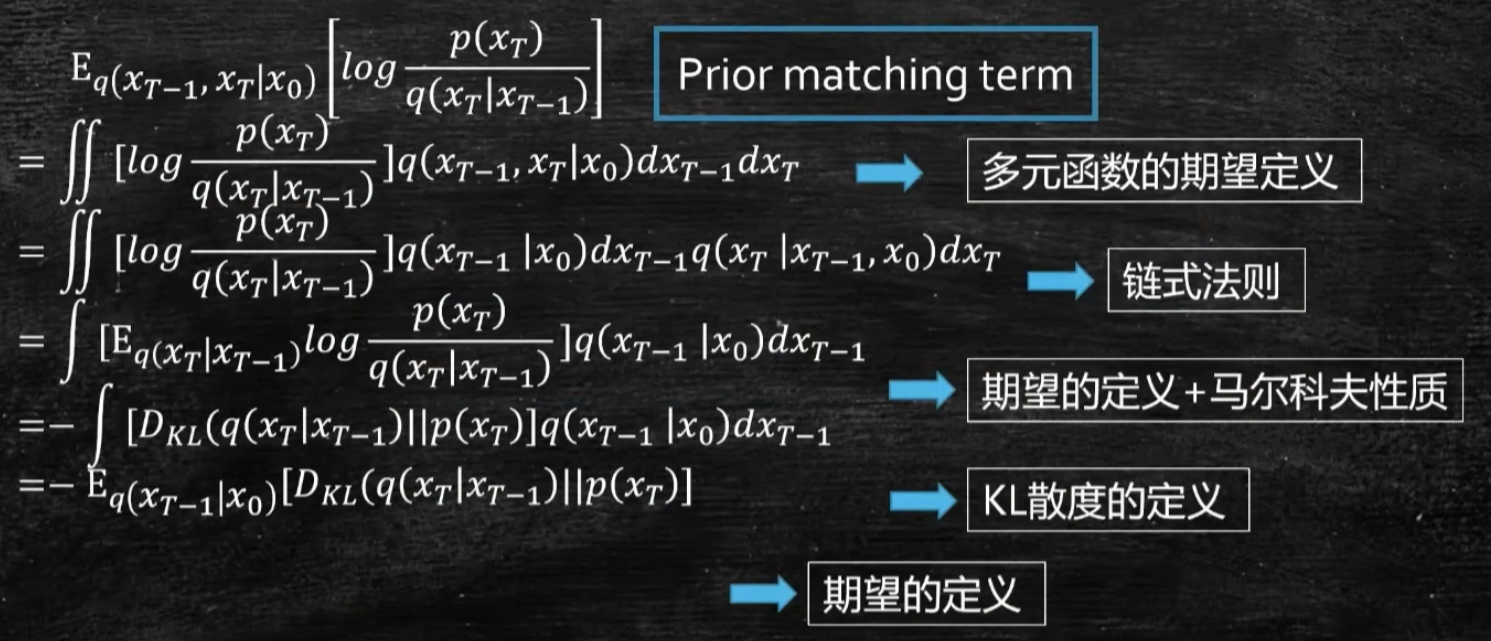 E_{q(x_{T−1}, x_T|x_0)} [log \frac{p(x_T)}{q(x_T|x_{T−1})}]
Prior matching term
= ∬ [log \frac{p(x_T)}{q(x_T|x_{T−1})}]q(x_{T−1}, x_T|x_0)dx_{T−1}dx_T
多元函数的期望定义
= ∬ [log \frac{p(x_T)}{q(x_T|x_{T−1})}]q(x_{T−1} |x_0)dx_{T−1}q(x_T |x_{T−1}, x_0)dx_T
链式法则
= ∫ [E_{q(x_T|x_{T−1})}log \frac{p(x_T)}{q(x_T|x_{T−1})}]q(x_{T−1} |x_0)dx_{T−1}
期望的定义+马尔科夫性质
=− ∫ [D_{KL}(q(x_T|x_{T−1})||p(x_T)]q(x_{T−1} |x_0)dx_{T−1}
=− E_{q(x_{T−1}|x_0)}[D_{KL}(q(x_T|x_{T−1})||p(x_T)]
KL散度的定义
期望的定义